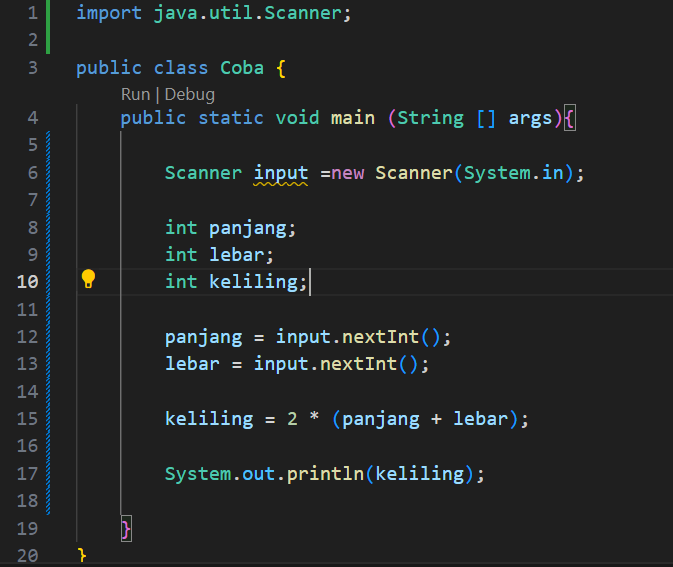 1 import java.util.Scanner;
2
3 public class Coba {
Run | Debug
4 public static void main (String [] args){
5
6 Scanner input =new Scanner(System.in);
7
8 int panjang;
9 int lebar;
10 int keliling;
11
12 panjang = input.nextInt();
13 lebar = input.nextInt();
14
15 keliling = 2 * (panjang + lebar);
16
17 System.out.println(keliling);
18
19 }
20 }